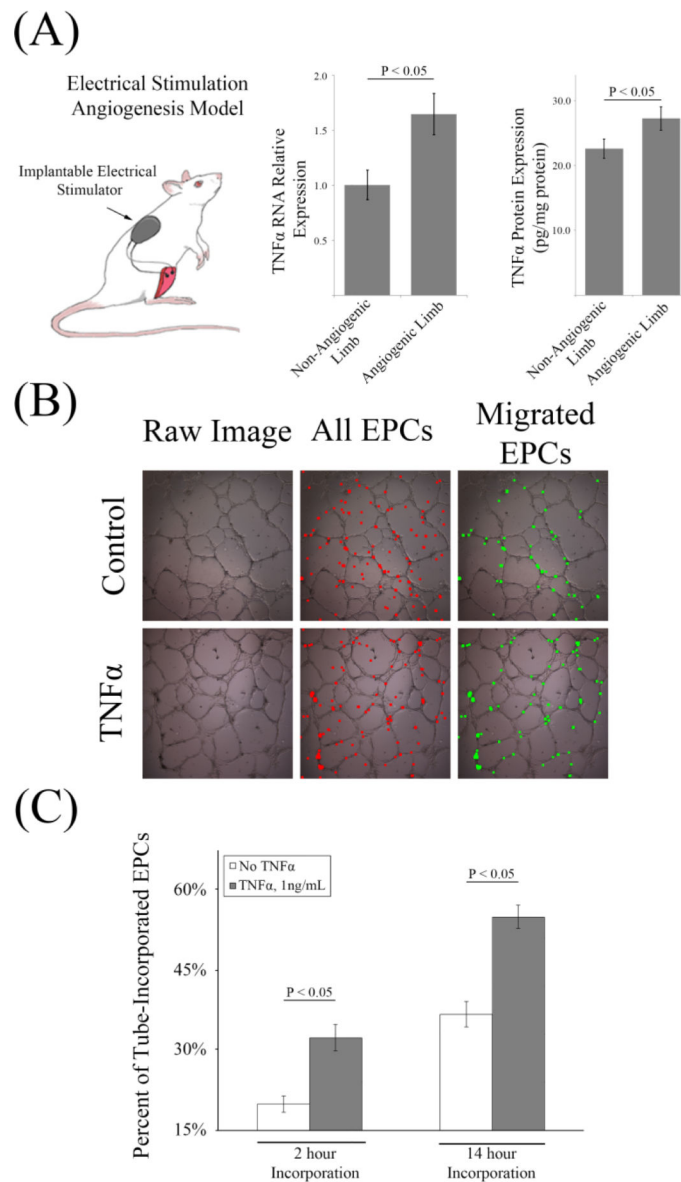 (A)
Electrical Stimulation
Angiogenesis Model
Implantable Electrical
Stimulator
TNFα RNA Relative
Expression
2.0
1.5
1.0
0.5
P < 0.05
Non-Angiogenic
Limb
Angiogenic Limb
TNFα Protein Expression
(pg/mg protein)
30.0
20.0
10.0
P < 0.05
Non-Angiogenic
Limb
Angiogenic Limb
(B)
Raw Image
All EPCs
Migrated
EPCs
Control
TNFα
(C)
Percent of Tube-Incorporated EPCs
60%
45%
30%
15%
No TNFα
TNFα, 1ng/mL
P < 0.05
P < 0.05
2 hour
Incorporation
14 hour
Incorporation